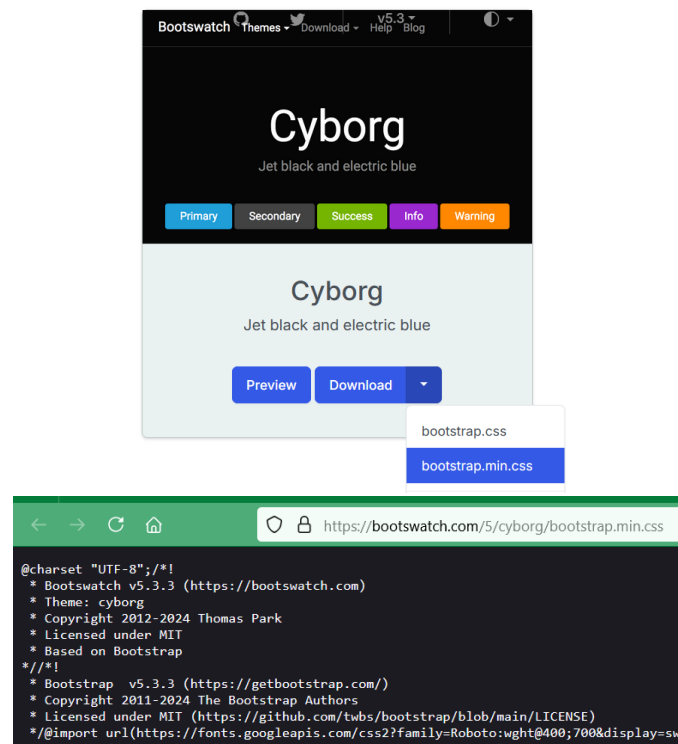 Bootswatch Themes Download v5.3 Help Blog
Cyborg
Jet black and electric blue
Primary Secondary Success Info Warning
Cyborg
Jet black and electric blue
Preview Download
bootstrap.css
bootstrap.min.css
https://bootswatch.com/5/cyborg/bootstrap.min.css
@charset "UTF-8";/*!
 * Bootswatch v5.3.3 (https://bootswatch.com)
 * Theme: cyborg
 * Copyright 2012-2024 Thomas Park
 * Licensed under MIT
 * Based on Bootstrap
*//*!
 * Bootstrap  v5.3.3 (https://getbootstrap.com/)
 * Copyright 2011-2024 The Bootstrap Authors
 * Licensed under MIT (https://github.com/twbs/bootstrap/blob/main/LICENSE)
 */@import url(https://fonts.googleapis.com/css2?family=Roboto:wght@400;700&display=sw